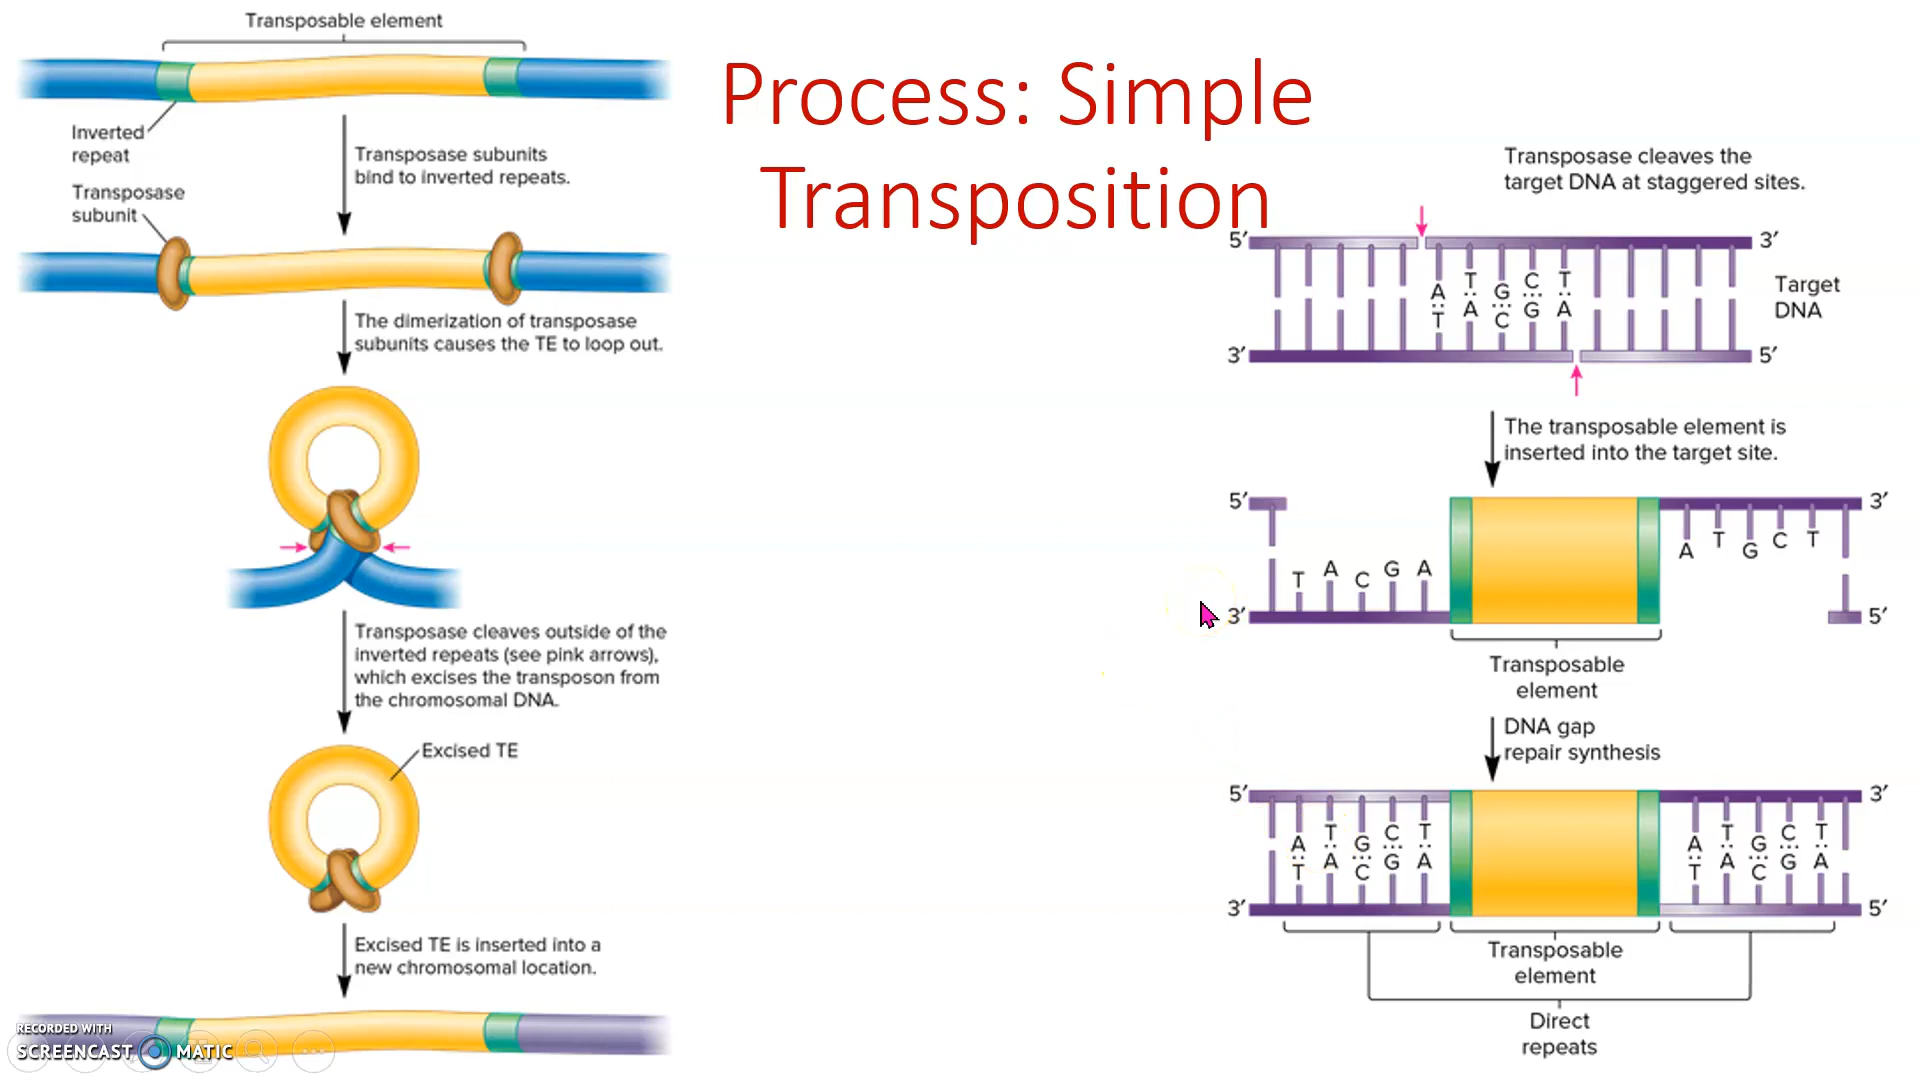 Transposable element
Process: Simple
Transposition
Inverted
repeat
Transposase subunits
bind to inverted repeats.
Transposase
subunit
The dimerization of transposase
subunits causes the TE to loop out.
Transposase cleaves outside of the
inverted repeats (see pink arrows),
which excises the transposon from
the chromosomal DNA.
Excised TE
Excised TE is inserted into a
new chromosomal location.
RECORDED WITH
SCREENCAST MATIC
Transposase cleaves the
target DNA at staggered sites.
5′ 3′
A T G C T
T A C G A
Target
DNA
3′ 5′
The transposable element is
inserted into the target site.
5′ 3′
A T G C T
T A C G A
3′ 5′
Transposable
element
DNA gap
repair synthesis
5′ 3′
A T G C T A T G C T
T A C G A T A C G A
3′ 5′
Transposable
element
Direct
repeats